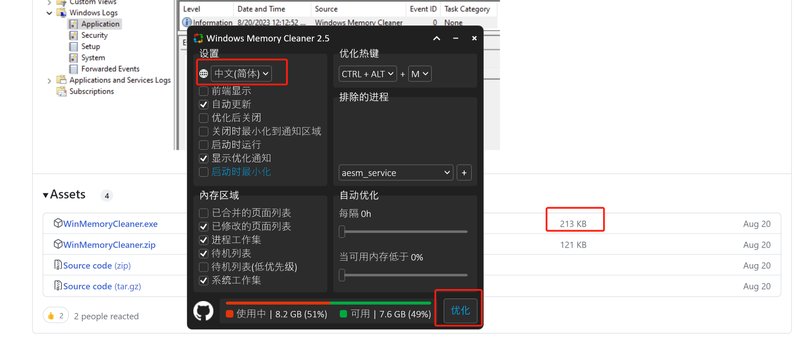 Custom Views
Windows Logs
Application
Security
Setup
System
Forwarded Events
Applications and Services Logs
Subscriptions
Level Date and Time Source Event ID Task Category
Information 8/20/2023 12:12:52 ... Windows Memory Cleaner 0 None
Windows Memory Cleaner 2.5
设置
中文(简体)
前端显示
自动更新
优化后关闭
关闭时最小化到通知区域
启动时运行
显示优化通知
启动时最小化
优化热键
CTRL + ALT + M
排除的进程
aesm_service +
内存区域
已合并的页面列表
已修改的页面列表
进程工作集
待机列表
待机列表(低优先级)
系统工作集
自动优化
每隔 0h
当可用内存低于 0%
使用中 | 8.2 GB (51%) 可用 | 7.6 GB (49%) 优化
Assets 4
WinMemoryCleaner.exe 213 KB Aug 20
WinMemoryCleaner.zip 121 KB Aug 20
Source code (zip) Aug 20
Source code (tar.gz) Aug 20
2 2 people reacted